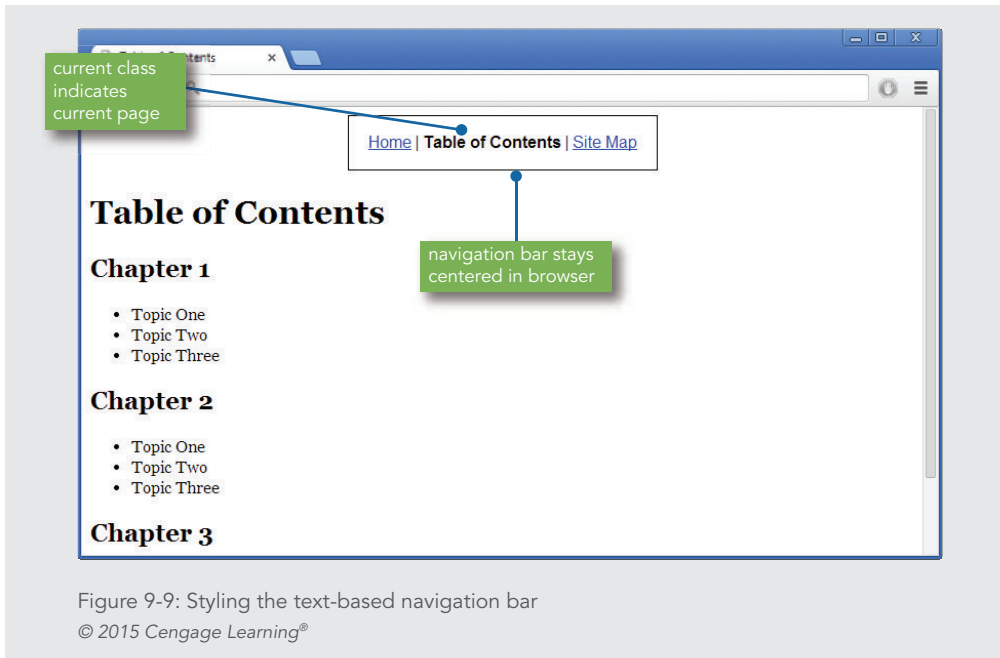 tents
current class
indicates
current page
Home | Table of Contents | Site Map
Table of Contents
navigation bar stays
centered in browser
Chapter 1
• Topic One
• Topic Two
• Topic Three
Chapter 2
• Topic One
• Topic Two
• Topic Three
Chapter 3
Figure 9-9: Styling the text-based navigation bar
© 2015 Cengage Learning®